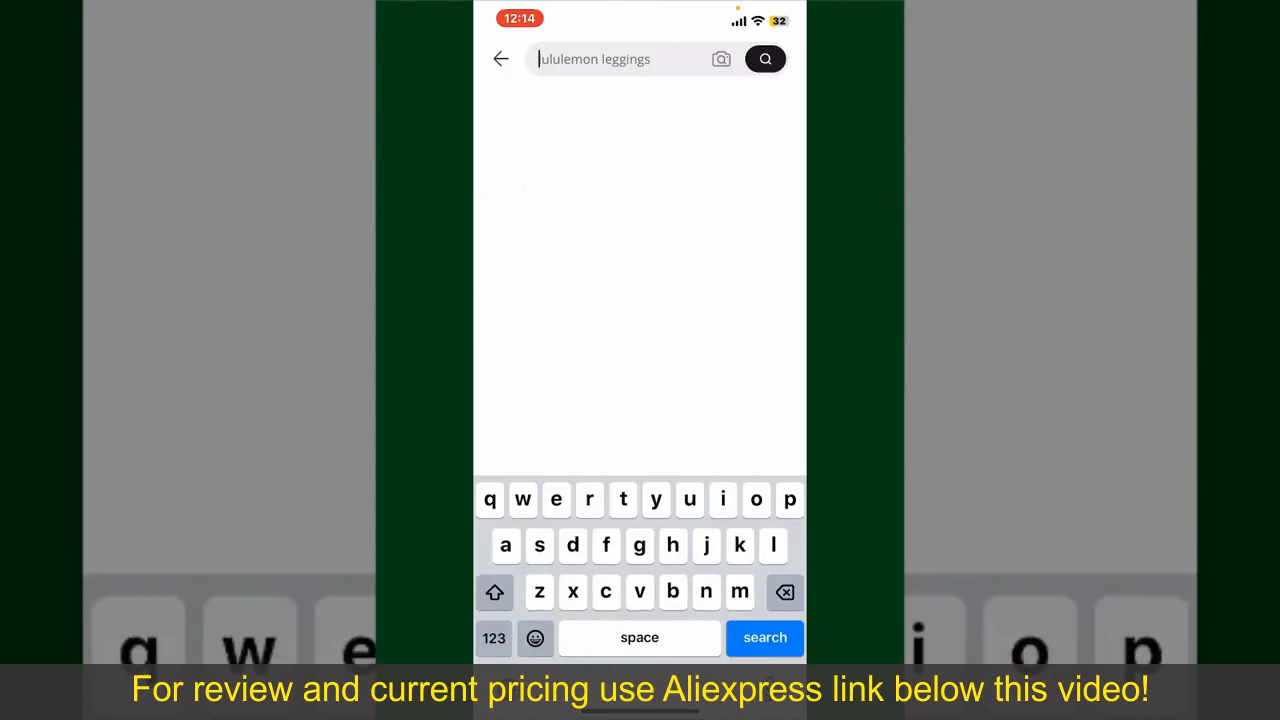 12:14
32
lululemon leggings
q w e r t y u i o p
a s d f g h j k l
z x c v b n m
123 space search
q w e i o p
For review and current pricing use Aliexpress link below this video!